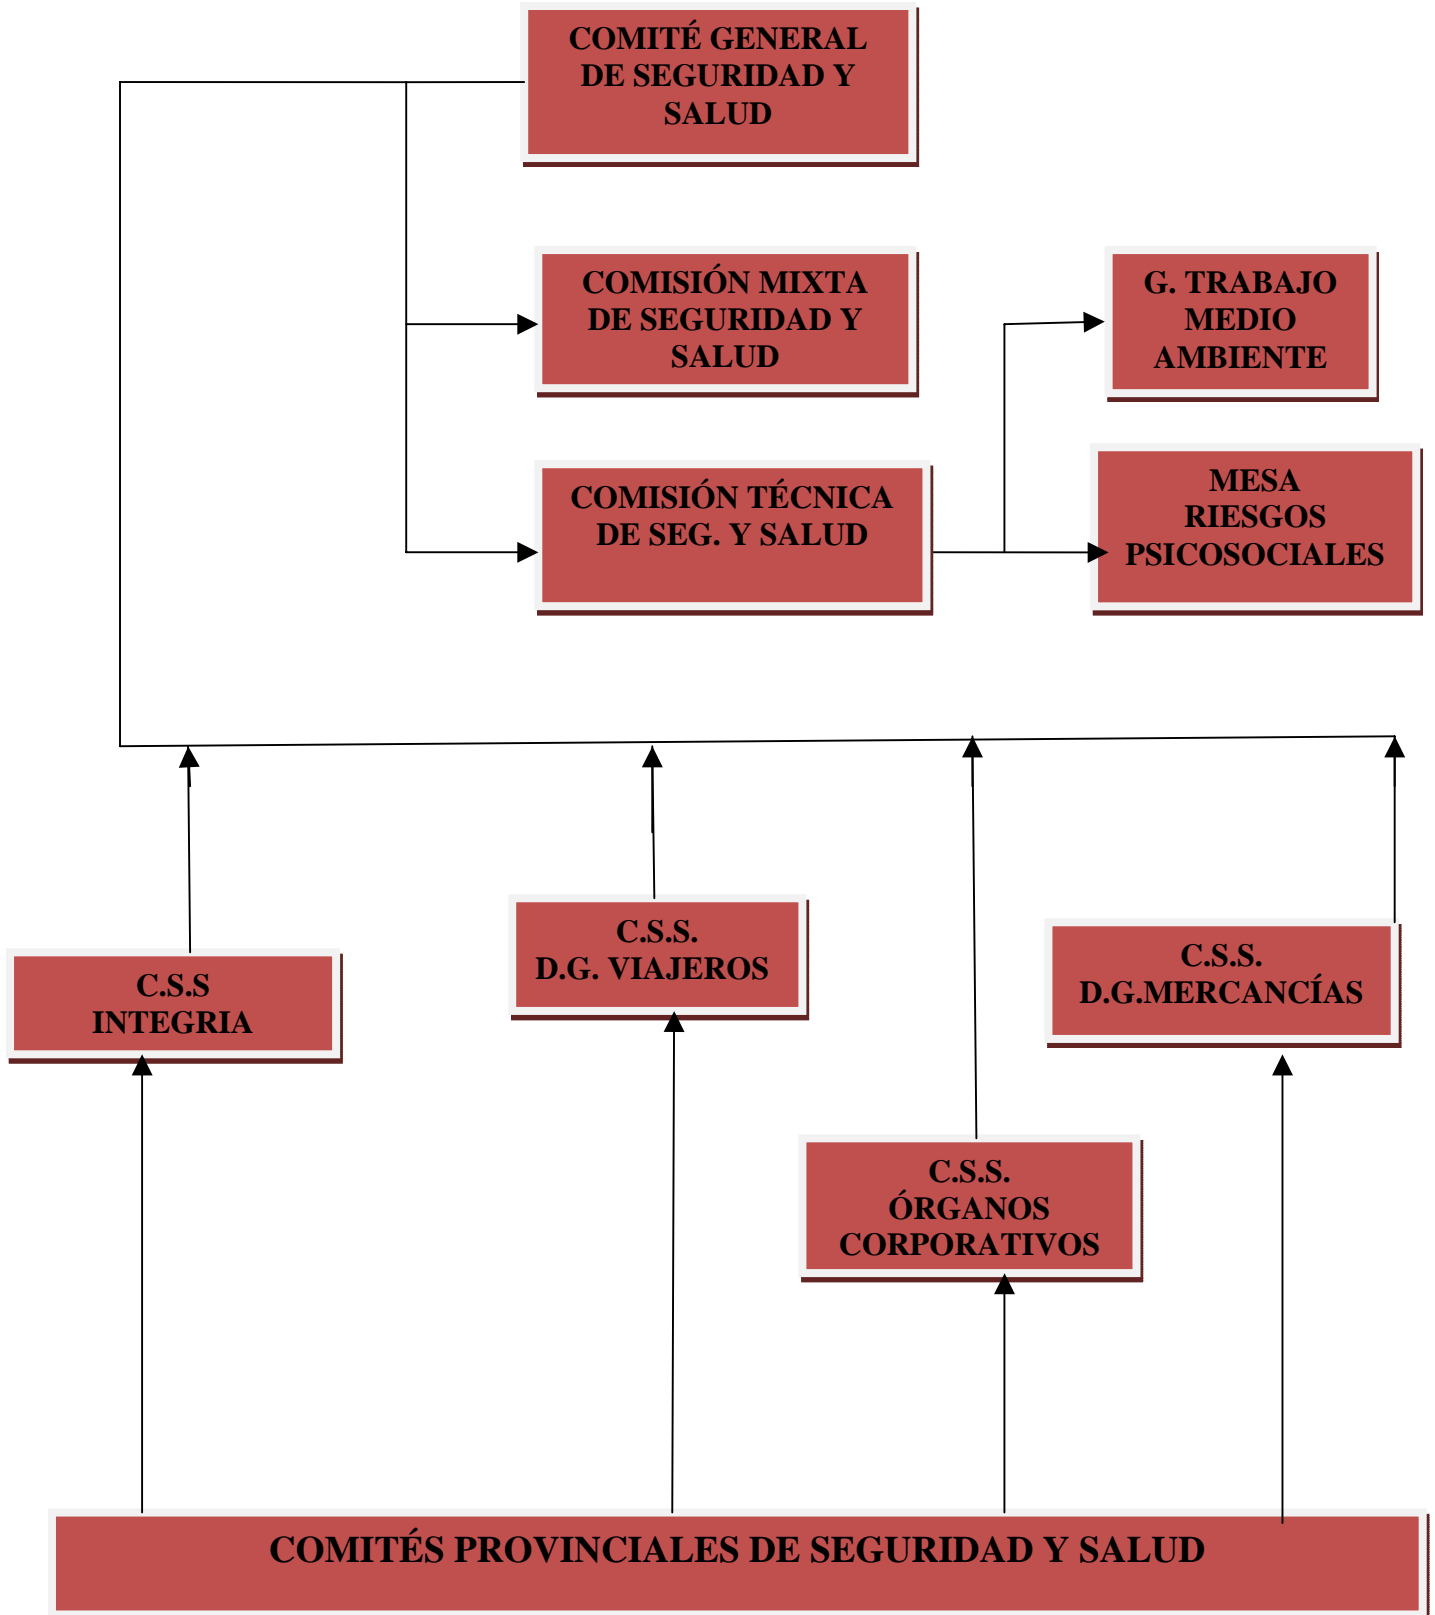 COMITÉ GENERAL
DE SEGURIDAD Y
SALUD
COMISIÓN MIXTA
DE SEGURIDAD Y
SALUD
G. TRABAJO
MEDIO
AMBIENTE
COMISIÓN TÉCNICA
DE SEG. Y SALUD
MESA
RIESGOS
PSICOSOCIALES
C.S.S
INTEGRIA
C.S.S.
D.G. VIAJEROS
C.S.S.
D.G.MERCANCÍAS
C.S.S.
ÓRGANOS
CORPORATIVOS
COMITÉS PROVINCIALES DE SEGURIDAD Y SALUD